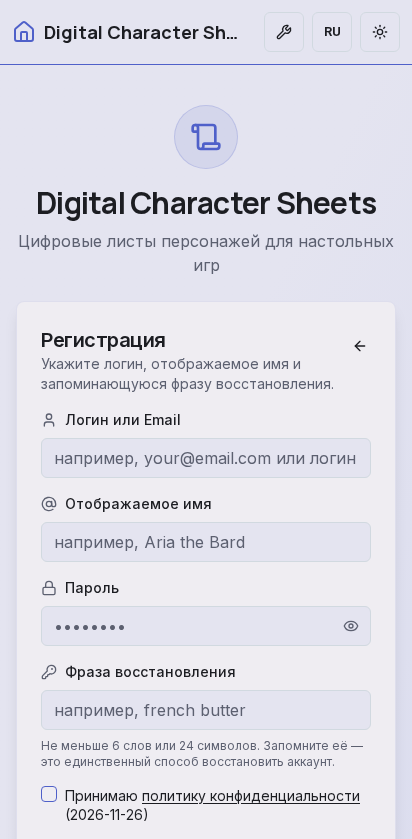 Digital Character Sh...
RU
Digital Character Sheets
Цифровые листы персонажей для настольных
игр
Регистрация
Укажите логин, отображаемое имя и
запоминающуюся фразу восстановления.
Логин или Email
например, your@email.com или логин
Отображаемое имя
например, Aria the Bard
Пароль
••••••••
Фраза восстановления
например, french butter
Не меньше 6 слов или 24 символов. Запомните её —
это единственный способ восстановить аккаунт.
Принимаю политику конфиденциальности
(2026-11-26)